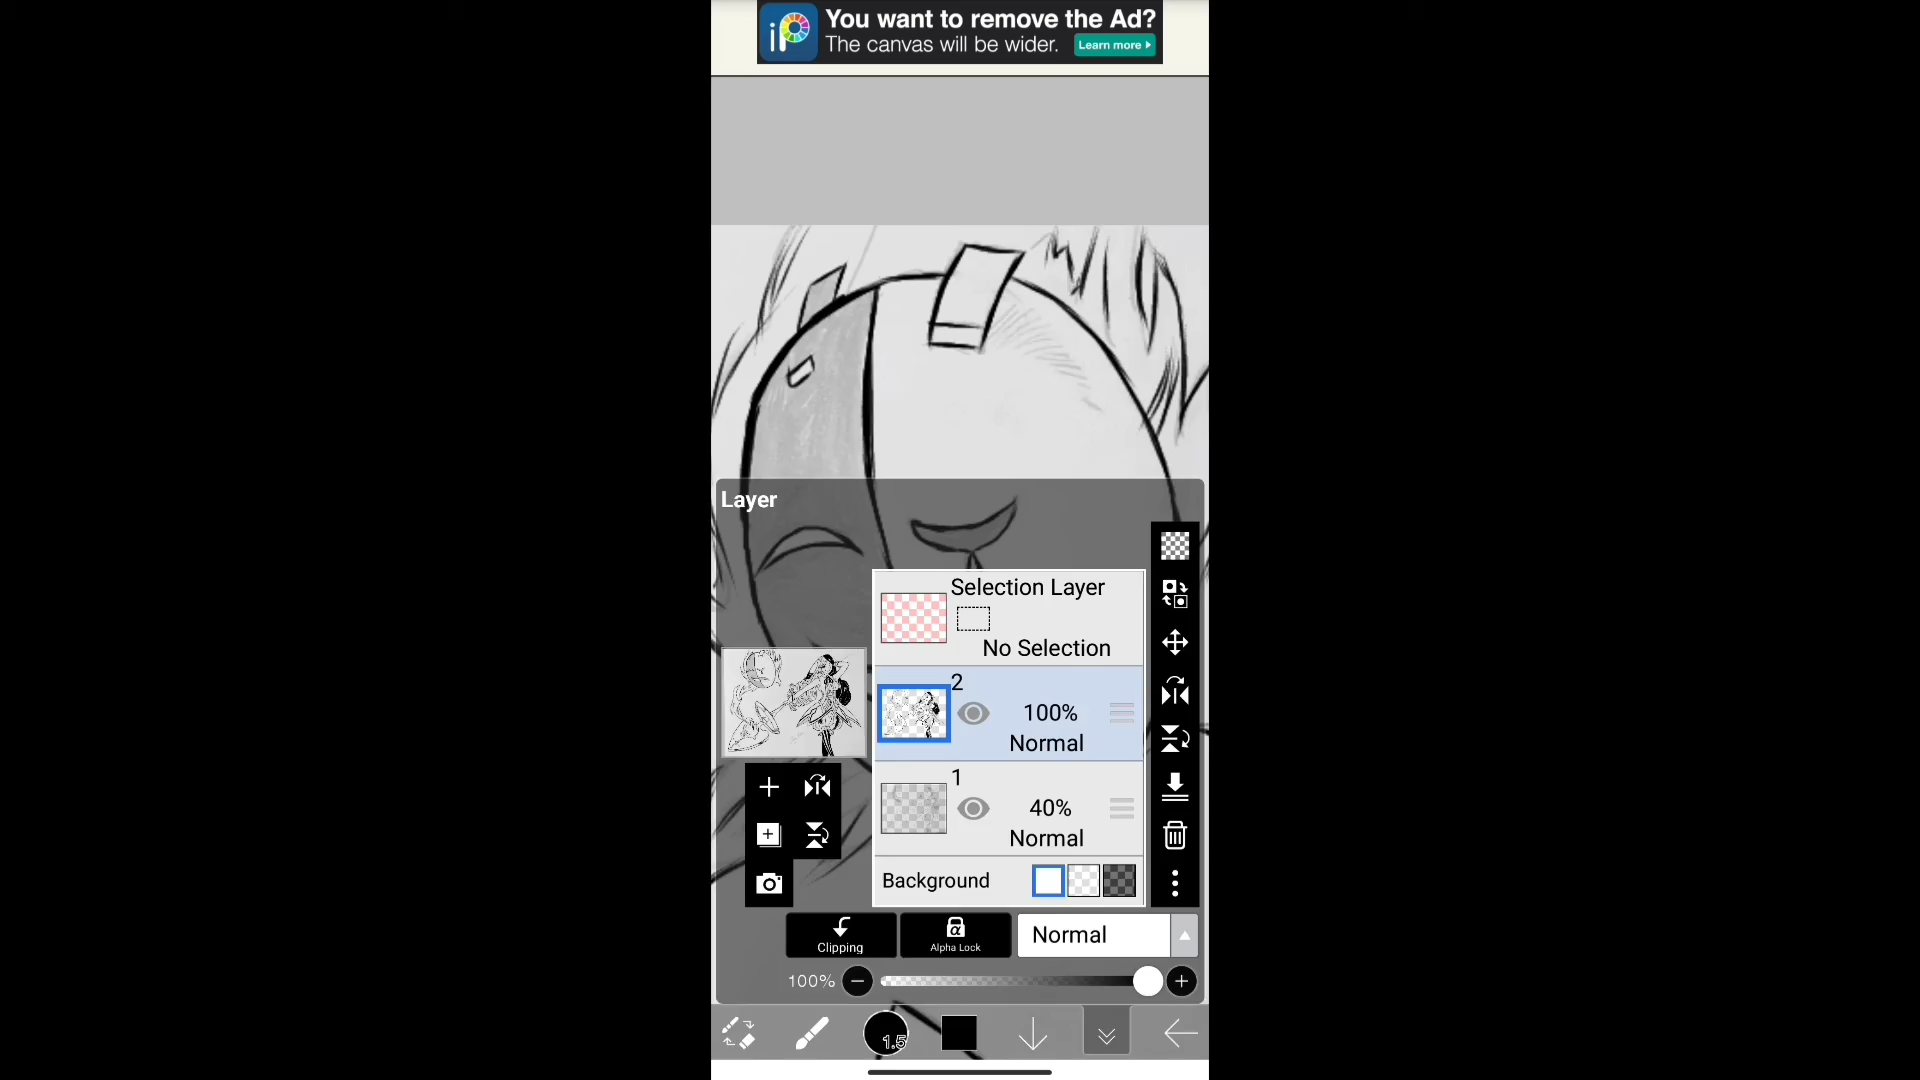 iP
You want to remove the Ad?
The canvas will be wider.
Learn more
Layer
Selection Layer
No Selection
2
100%
Normal
1
40%
Normal
Background
Clipping
α
Alpha Lock
Normal
100%
1.5